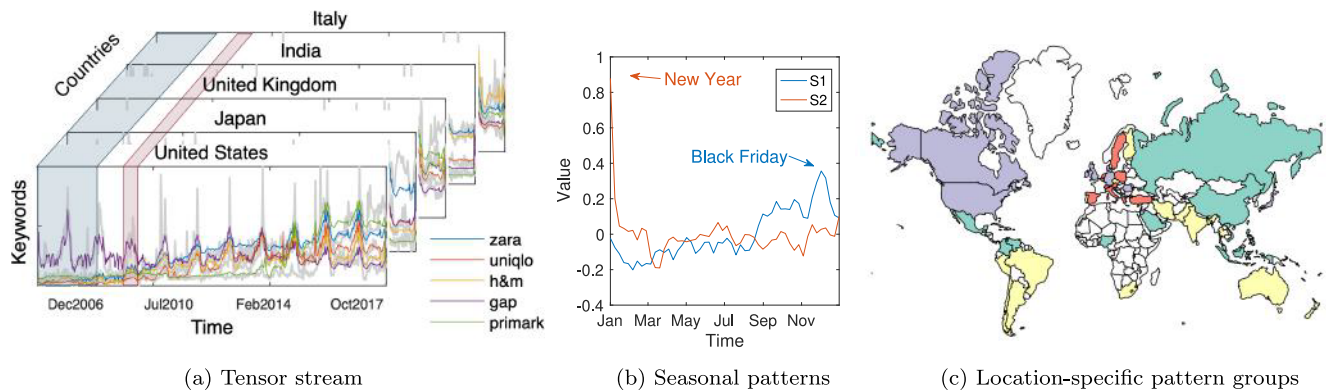 Italy
India
United Kingdom
Japan
United States
Countries
Keywords
Dec2006 Jul2010 Feb2014 Oct2017
Time
zara
uniqlo
h&m
gap
primark
(a) Tensor stream
1
0.8
0.6
0.4
0.2
0
-0.2
-0.4
Value
New Year
Black Friday
S1
S2
Jan Mar May Jul Sep Nov
Time
(b) Seasonal patterns
(c) Location-specific pattern groups